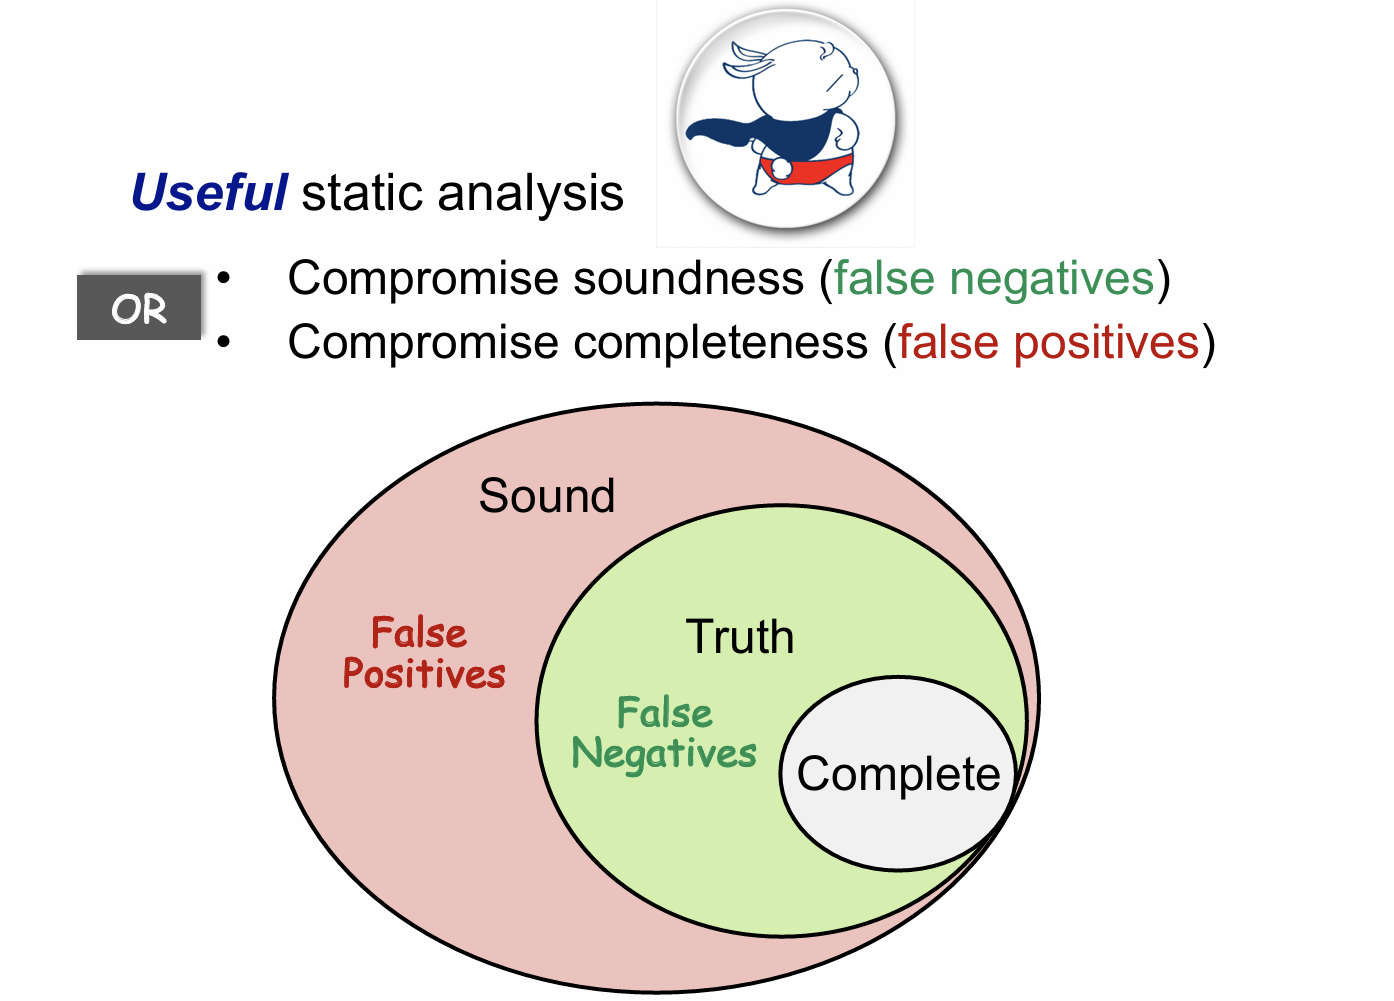 Useful static analysis
OR
• Compromise soundness (false negatives)
• Compromise completeness (false positives)
Sound
False
Positives
Truth
False
Negatives
Complete